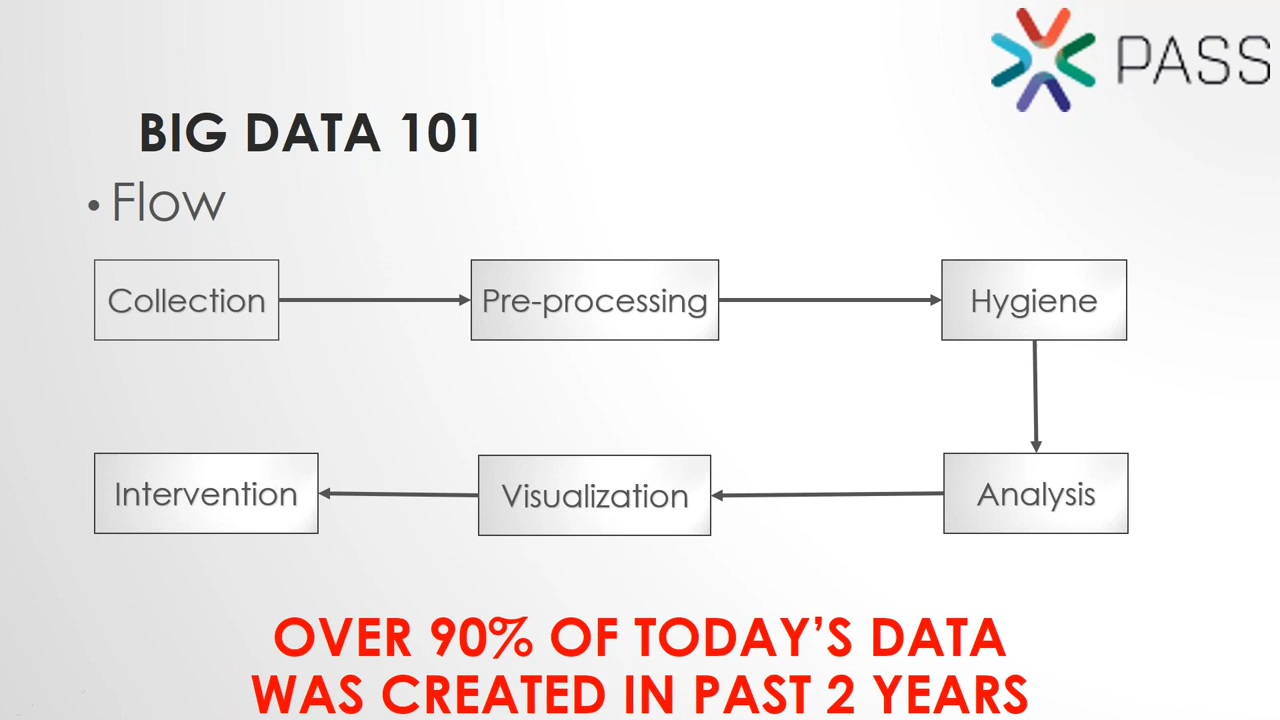 PASS
BIG DATA 101
• Flow
Collection
Pre-processing
Hygiene
Analysis
Visualization
Intervention
OVER 90% OF TODAY’S DATA
WAS CREATED IN PAST 2 YEARS